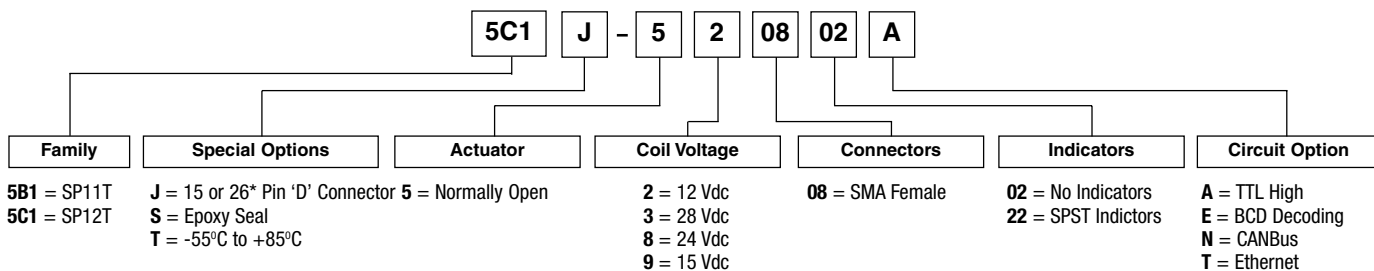 5C1 J - 5 2 08 02 A
Family Special Options Actuator Coil Voltage Connectors Indicators Circuit Option
5B1 = SP11T J = 15 or 26* Pin ‘D’ Connector 5 = Normally Open 2 = 12 Vdc 08 = SMA Female 02 = No Indicators A = TTL High
5C1 = SP12T S = Epoxy Seal 3 = 28 Vdc 22 = SPST Indictors E = BCD Decoding
T = -55⁰C to +85⁰C 8 = 24 Vdc N = CANBus
9 = 15 Vdc T = Ethernet